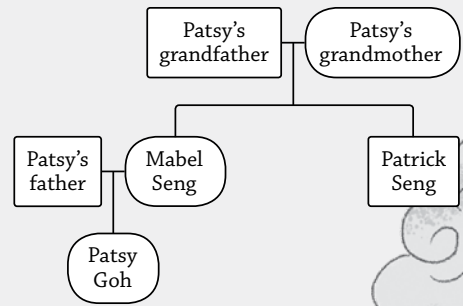 Patsy's
grandfather
Patsy's
grandmother
Patsy's
father
Mabel
Seng
Patrick
Seng
Patsy
Goh